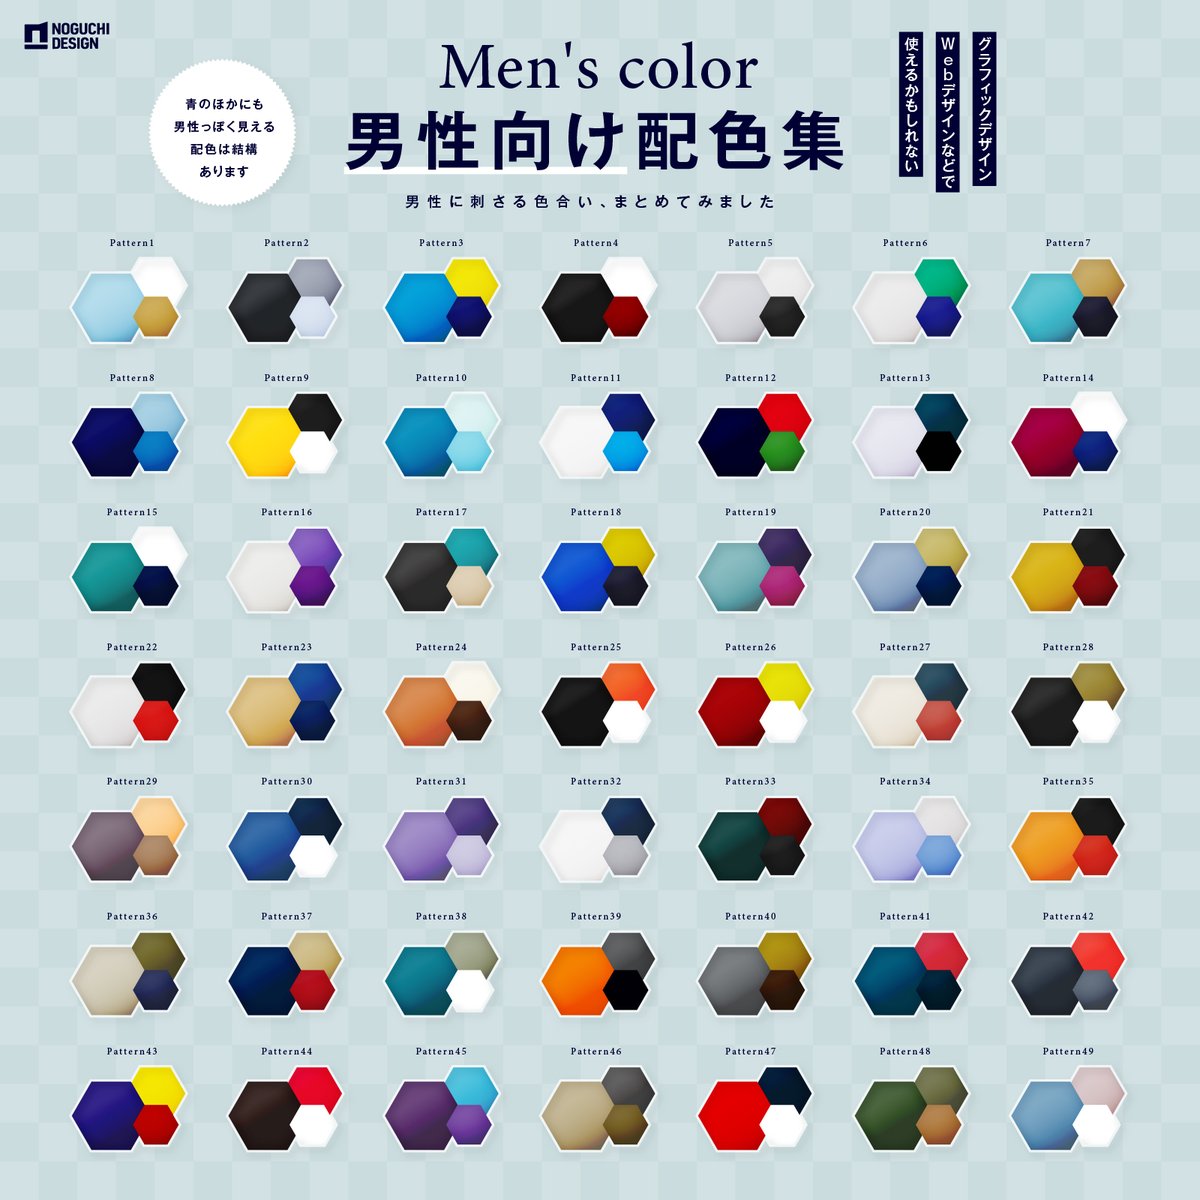 NOGUCHI
DESIGN
青のほかにも
男性っぽく見える
配色は結構
あります
Men's color
男性向け配色集
男性に刺さる色合い、まとめてみました
グラフィックデザイン
Webデザインなどで
使えるかもしれない
Pattern1
Pattern2
Pattern3
Pattern4
Pattern5
Pattern6
Pattern7
Pattern8
Pattern9
Pattern10
Pattern11
Pattern12
Pattern13
Pattern14
Pattern15
Pattern16
Pattern17
Pattern18
Pattern19
Pattern20
Pattern21
Pattern22
Pattern23
Pattern24
Pattern25
Pattern26
Pattern27
Pattern28
Pattern29
Pattern30
Pattern31
Pattern32
Pattern33
Pattern34
Pattern35
Pattern36
Pattern37
Pattern38
Pattern39
Pattern40
Pattern41
Pattern42
Pattern43
Pattern44
Pattern45
Pattern46
Pattern47
Pattern48
Pattern49